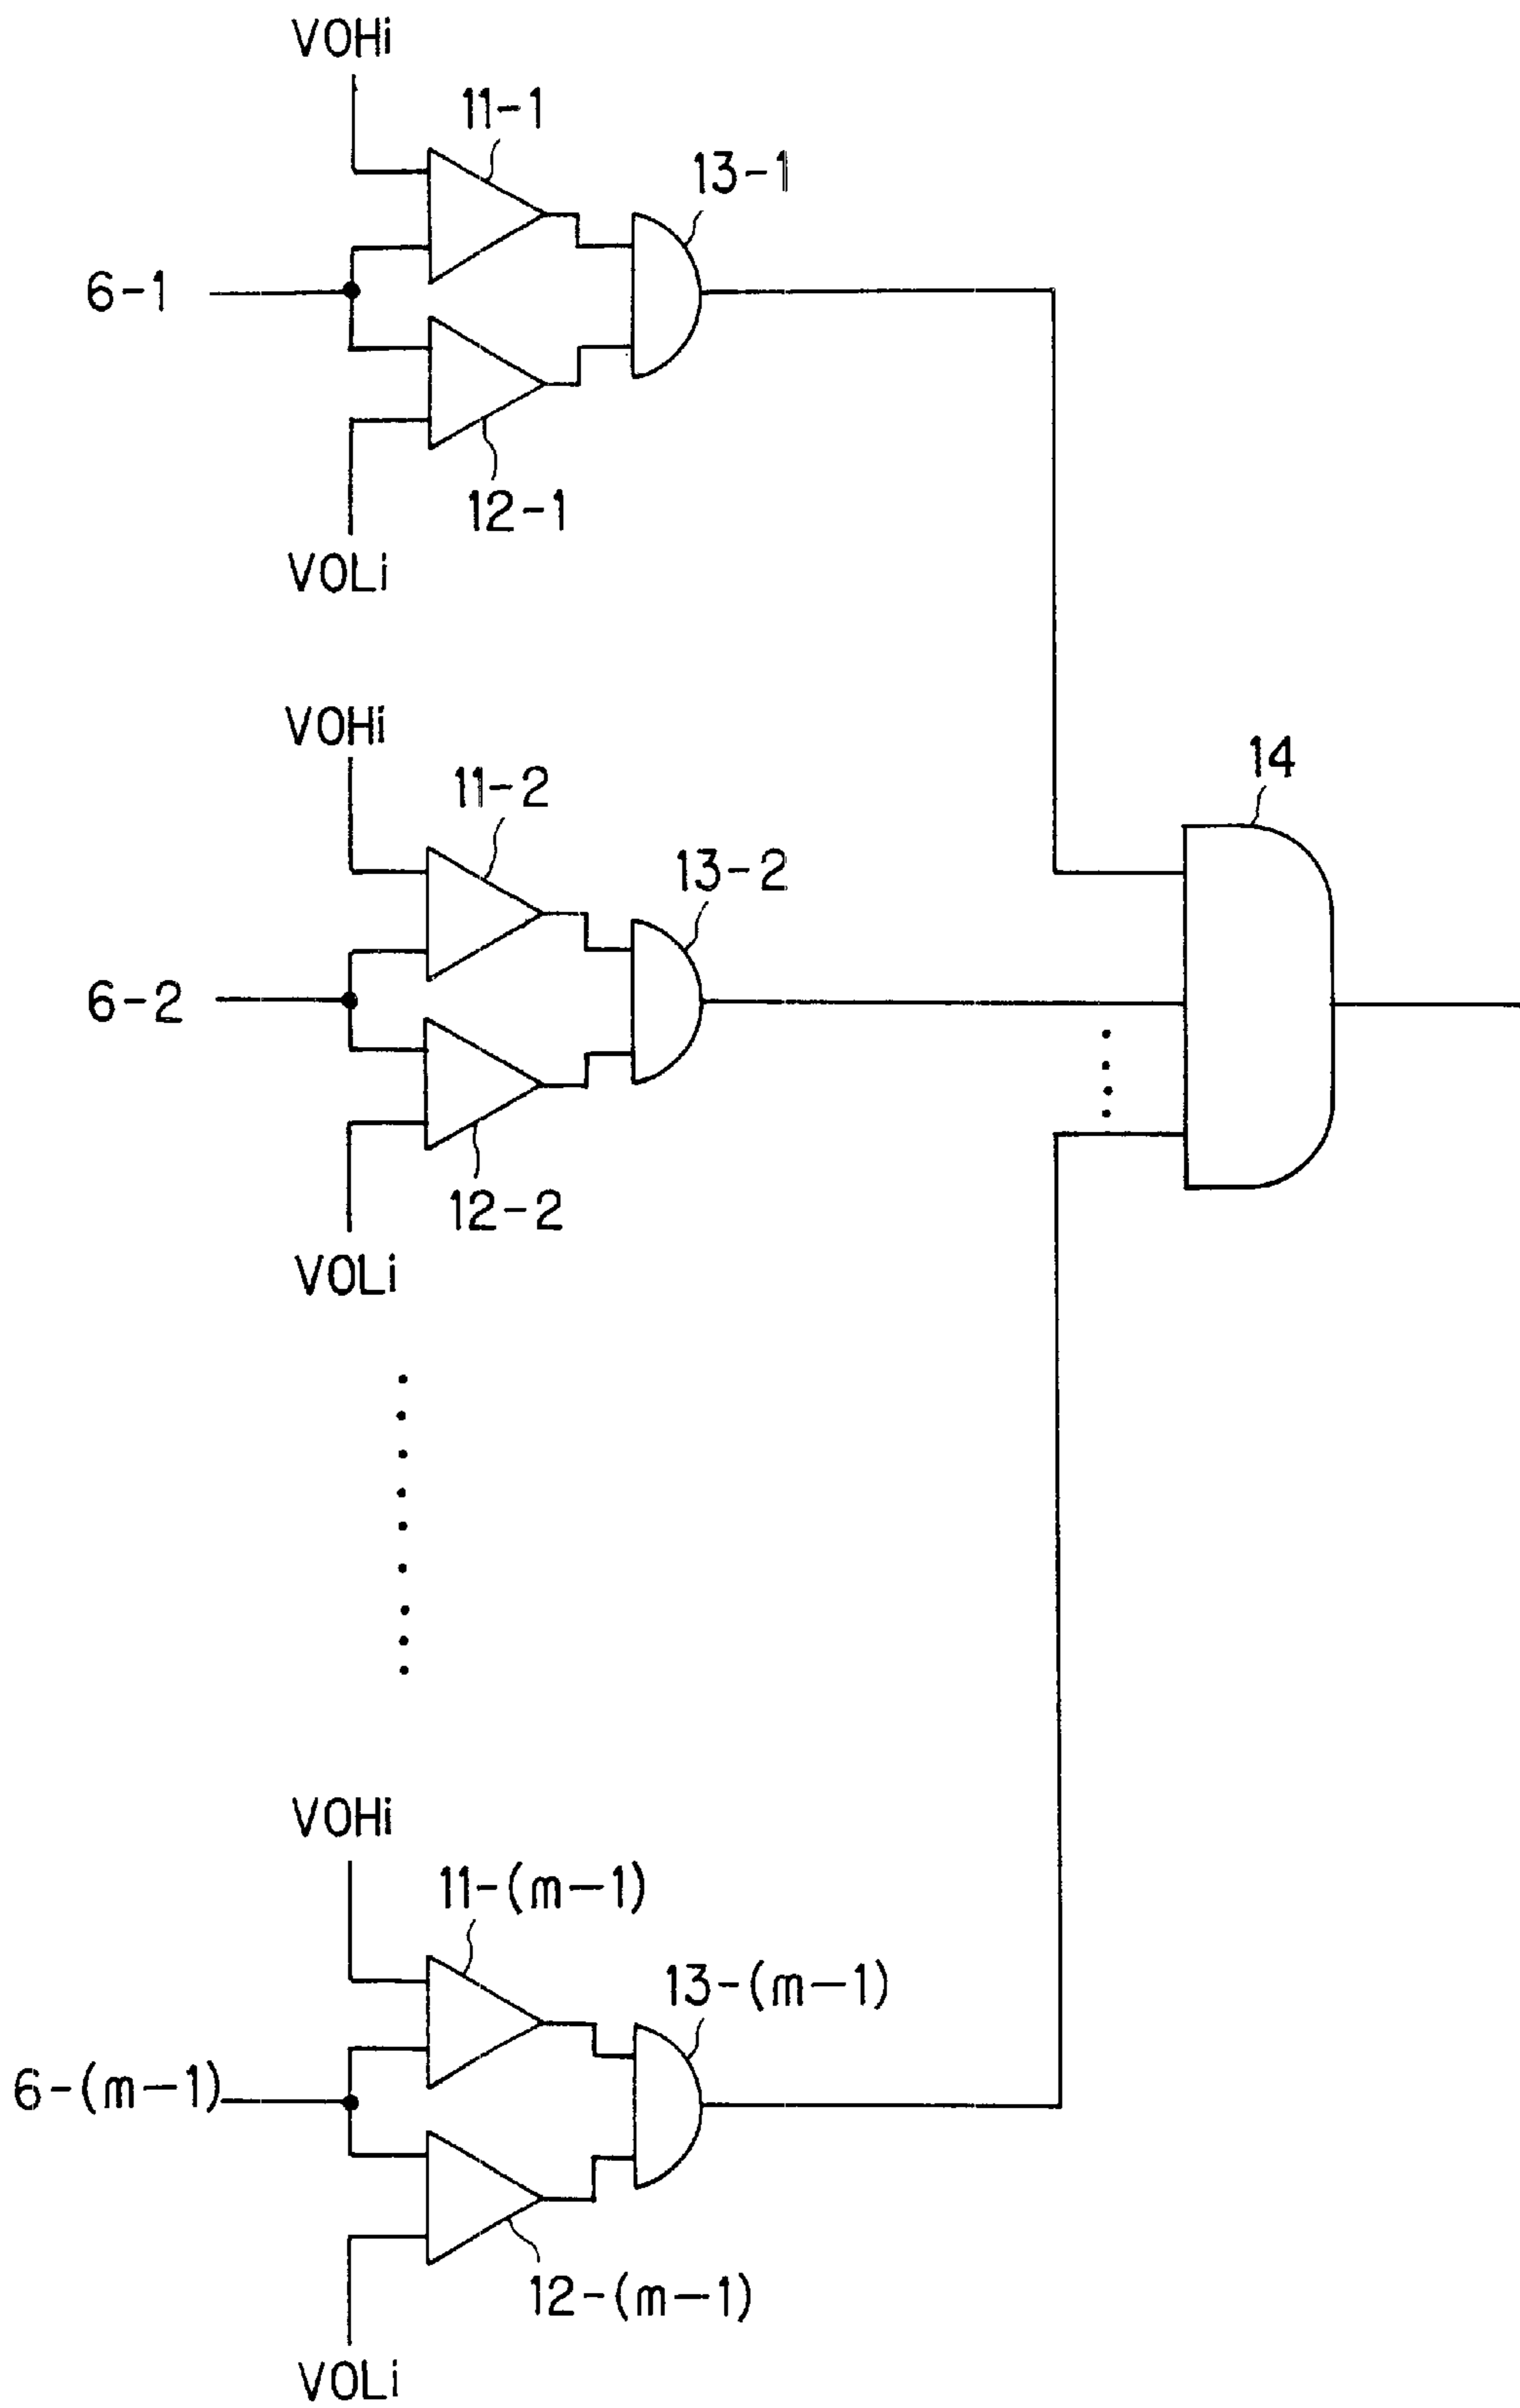 VOHi
11-1
13-1
6-1
12-1
VOLi
VOHi
11-2
14
13-2
6-2
12-2
VOLi
VOHi
11-(m-1)
13-(m-1)
6-(m-1)
12-(m-1)
VOLi